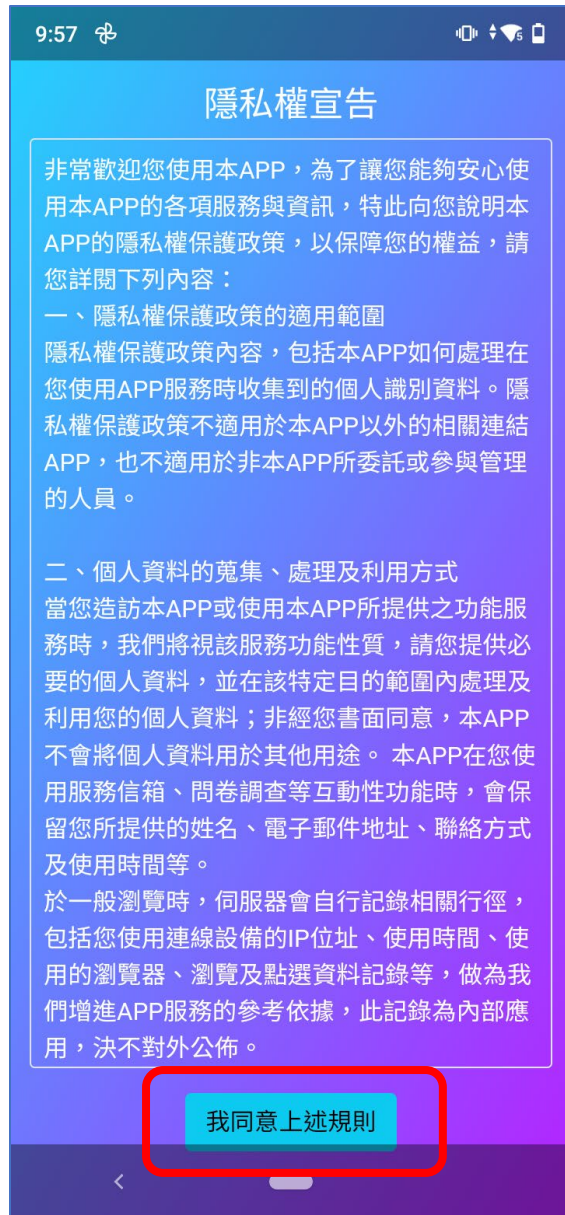 9:57
5
隱私權宣告
非常歡迎您使用本APP，為了讓您能夠安心使
用本APP的各項服務與資訊，特此向您說明本
APP的隱私權保護政策，以保障您的權益，請
您詳閱下列內容：
一、隱私權保護政策的適用範圍
隱私權保護政策內容，包括本APP如何處理在
您使用APP服務時收集到的個人識別資料。隱
私權保護政策不適用於本APP以外的相關連結
APP，也不適用於非本APP所委託或參與管理
的人員。
二、個人資料的蒐集、處理及利用方式
當您造訪本APP或使用本APP所提供之功能服
務時，我們將視該服務功能性質，請您提供必
要的個人資料，並在該特定目的範圍內處理及
利用您的個人資料；非經您書面同意，本APP
不會將個人資料用於其他用途。 本APP在您使
用服務信箱、問卷調查等互動性功能時，會保
留您所提供的姓名、電子郵件地址、聯絡方式
及使用時間等。
於一般瀏覽時，伺服器會自行記錄相關行徑，
包括您使用連線設備的IP位址、使用時間、使
用的瀏覽器、瀏覽及點選資料記錄等，做為我
們增進APP服務的參考依據，此記錄為內部應
用，決不對外公佈。
我同意上述規則